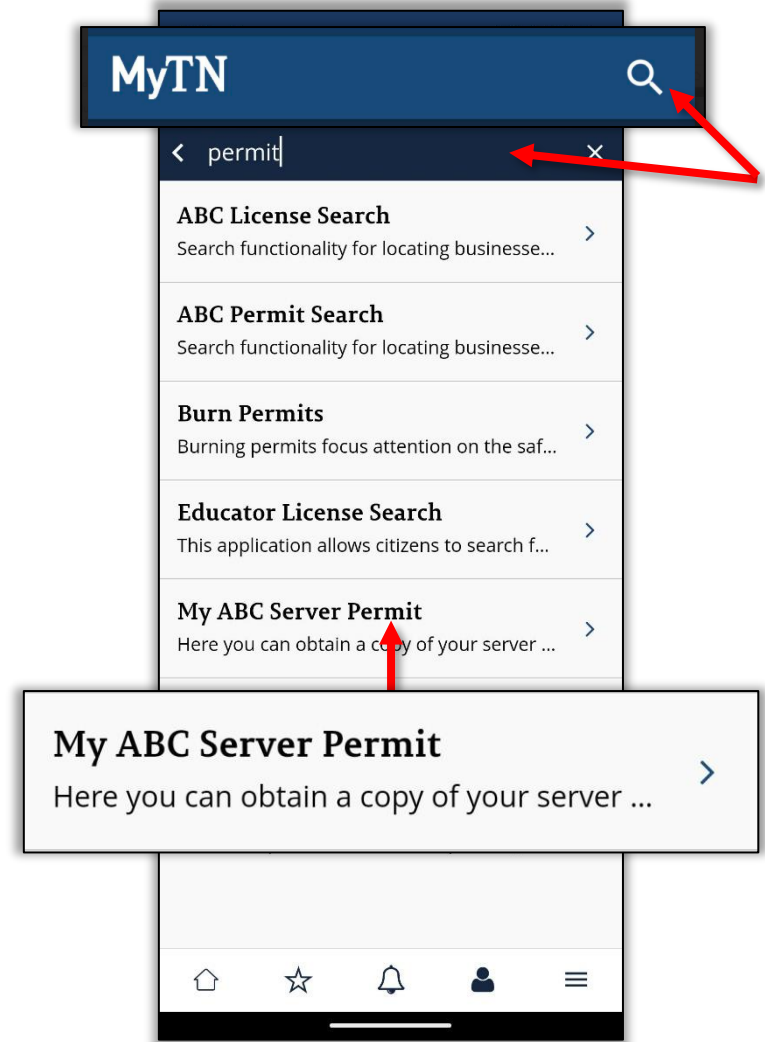 MyTN
permit
ABC License Search
Search functionality for locating businesse...
ABC Permit Search
Search functionality for locating businesse...
Burn Permits
Burning permits focus attention on the saf...
Educator License Search
This application allows citizens to search f...
My ABC Server Permit
Here you can obtain a copy of your server ...
My ABC Server Permit
Here you can obtain a copy of your server ...